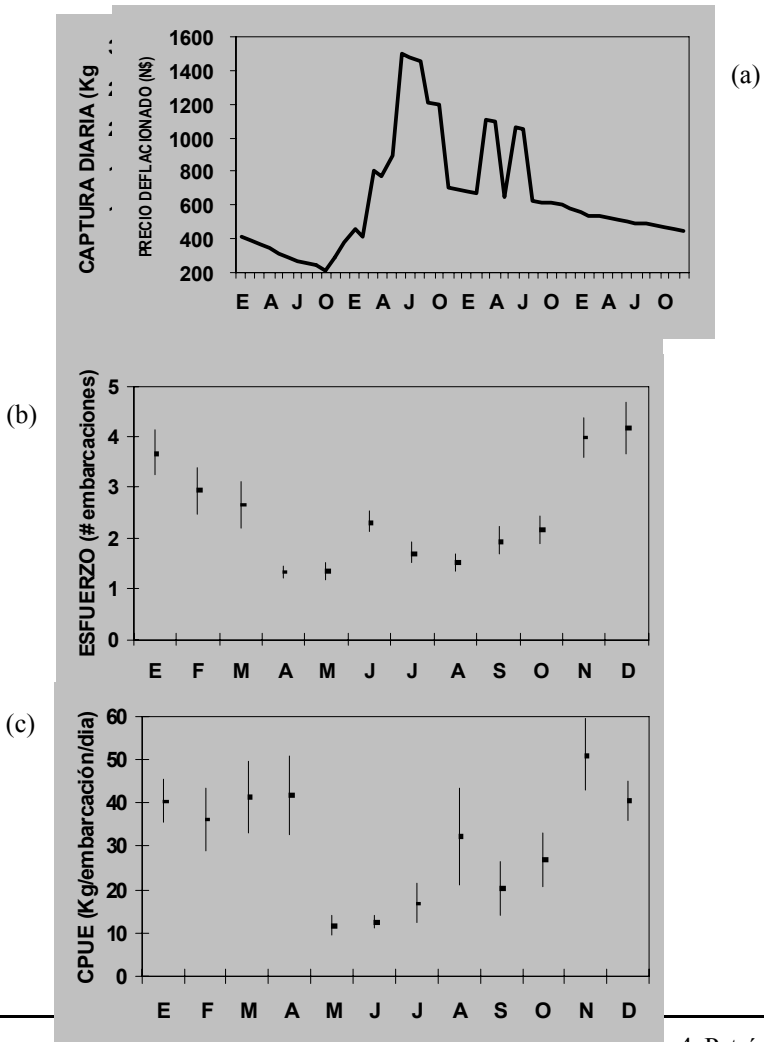 (a)
CAPTURA DIARIA (Kg
PRECIO DEFLACIONADO (N$)
1600
1400
1200
1000
800
600
400
200
E A J O E A J O E A J O E A J O
(b)
ESFUERZO (# embarcaciones)
5
4
3
2
1
0
E F M A M J J A S O N D
(c)
CPUE (Kg/embarcación/dia)
60
50
40
30
20
10
0
E F M A M J J A S O N D